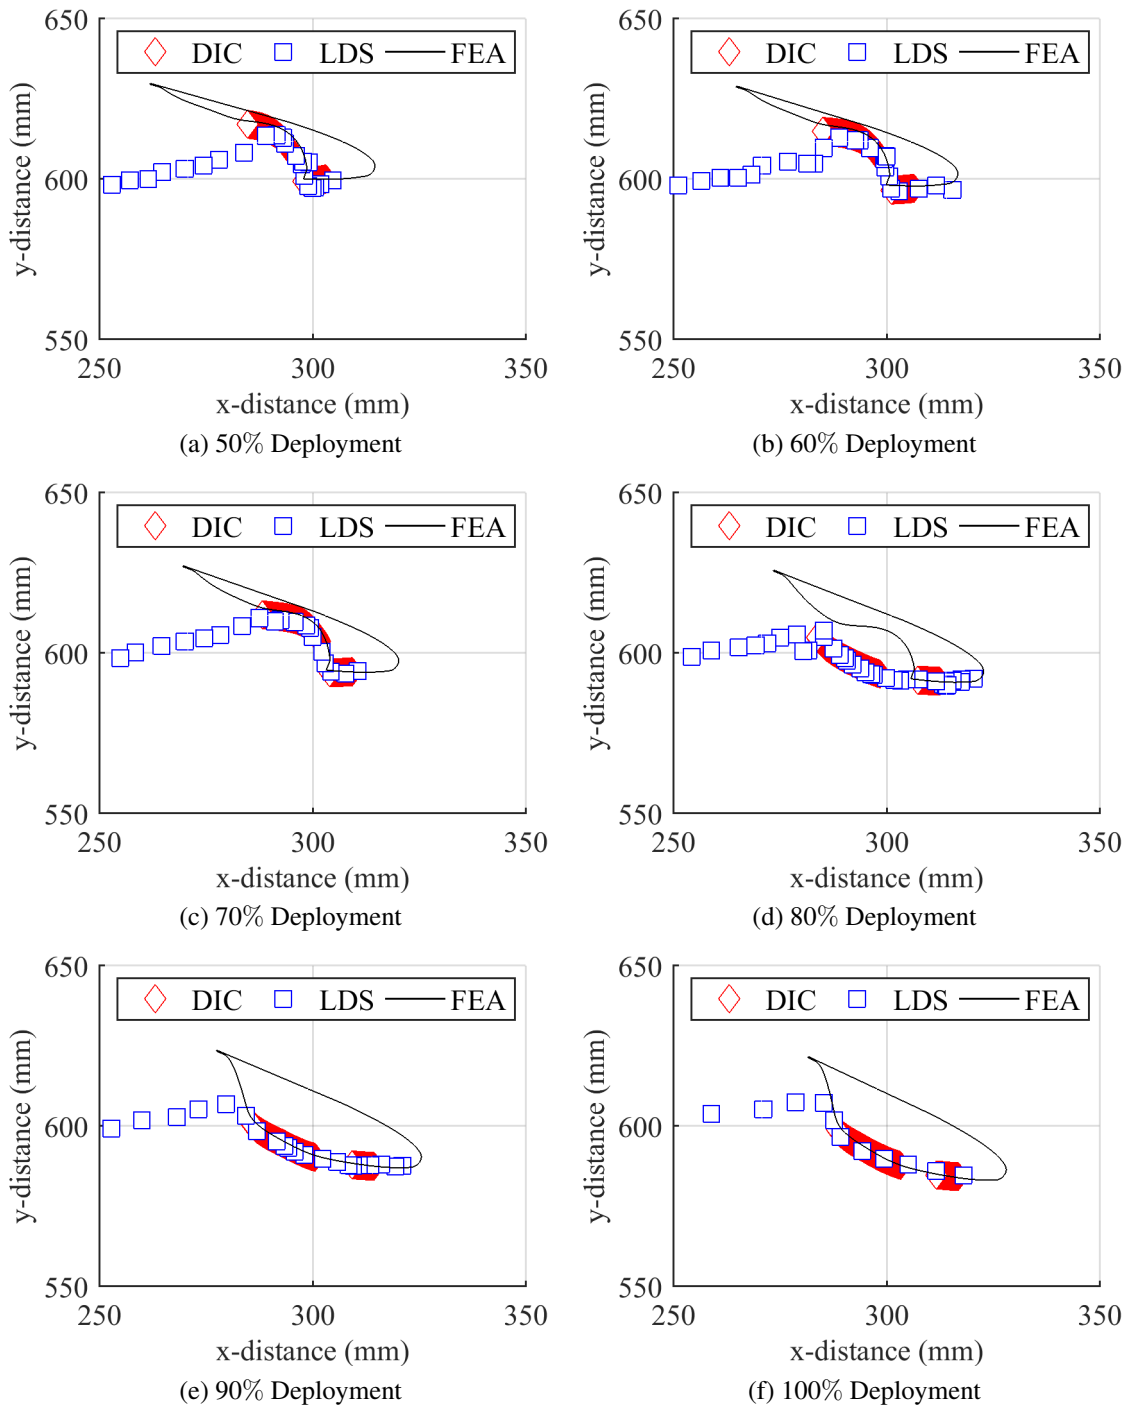 650
DIC LDS FEA
600
550
y-distance (mm)
250 300 350
x-distance (mm)
(a) 50% Deployment
650
DIC LDS FEA
600
550
y-distance (mm)
250 300 350
x-distance (mm)
(b) 60% Deployment
650
DIC LDS FEA
600
550
y-distance (mm)
250 300 350
x-distance (mm)
(c) 70% Deployment
650
DIC LDS FEA
600
550
y-distance (mm)
250 300 350
x-distance (mm)
(d) 80% Deployment
650
DIC LDS FEA
600
550
y-distance (mm)
250 300 350
x-distance (mm)
(e) 90% Deployment
650
DIC LDS FEA
600
550
y-distance (mm)
250 300 350
x-distance (mm)
(f) 100% Deployment